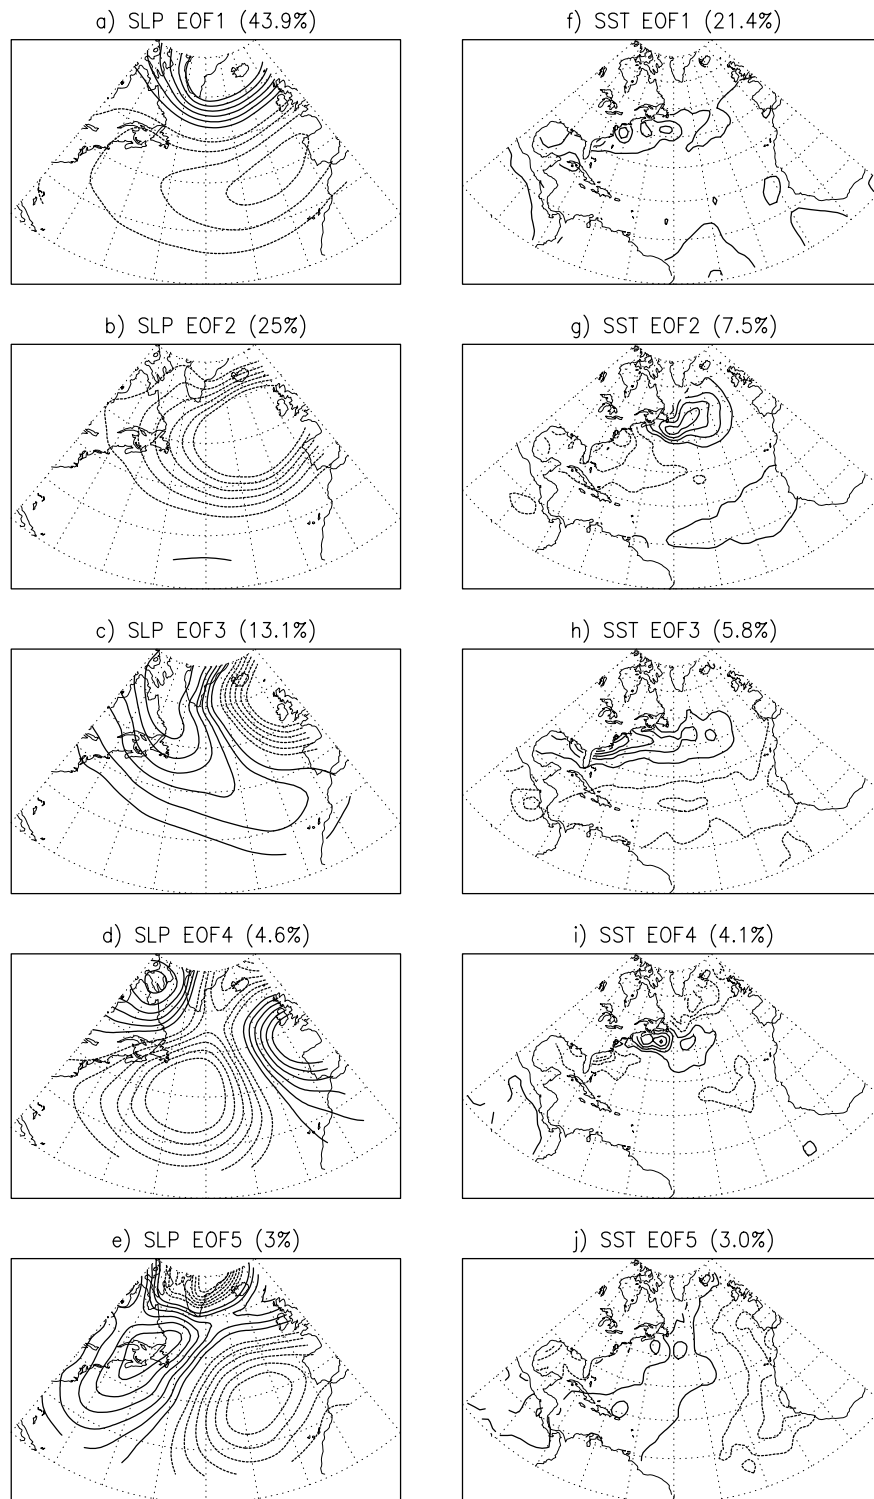 a) SLP EOF1 (43.9%)
f) SST EOF1 (21.4%)
b) SLP EOF2 (25%)
g) SST EOF2 (7.5%)
c) SLP EOF3 (13.1%)
h) SST EOF3 (5.8%)
d) SLP EOF4 (4.6%)
i) SST EOF4 (4.1%)
e) SLP EOF5 (3%)
j) SST EOF5 (3.0%)